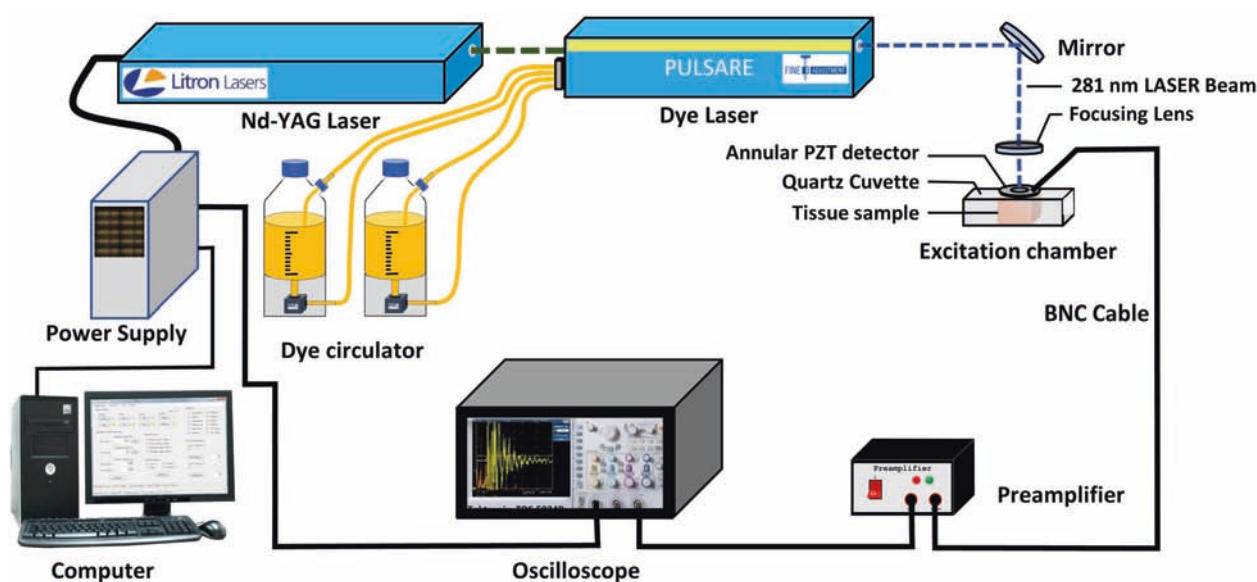 Litron Lasers
Nd-YAG Laser
PULSARE
Dye Laser
Mirror
281 nm LASER Beam
Focusing Lens
Annular PZT detector
Quartz Cuvette
Tissue sample
Excitation chamber
Power Supply
Dye circulator
BNC Cable
Preamplifier
Preamplifier
Computer
Oscilloscope